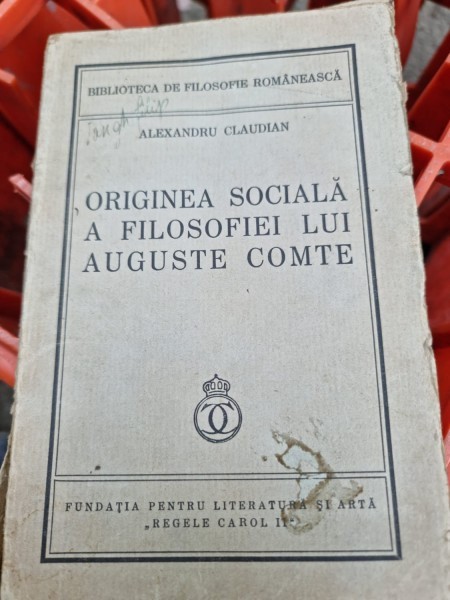 BIBLIOTECA DE FILOSOFIE ROMÂNEASCĂ
ALEXANDRU CLAUDIAN
ORIGINEA SOCIALĂ
A FILOSOFIEI LUI
AUGUSTE COMTE
FUNDAȚIA PENTRU LITERATURA ȘI ARTĂ
„REGELE CAROL II”